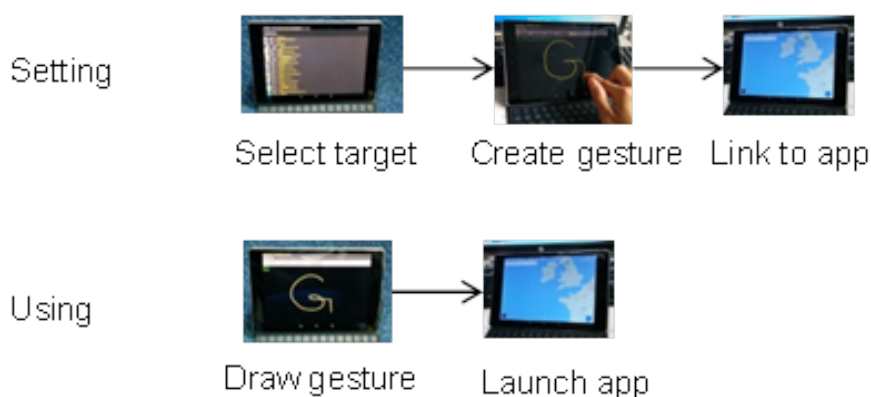 Setting
Select target
Create gesture
Link to app
Using
Draw gesture
Launch app